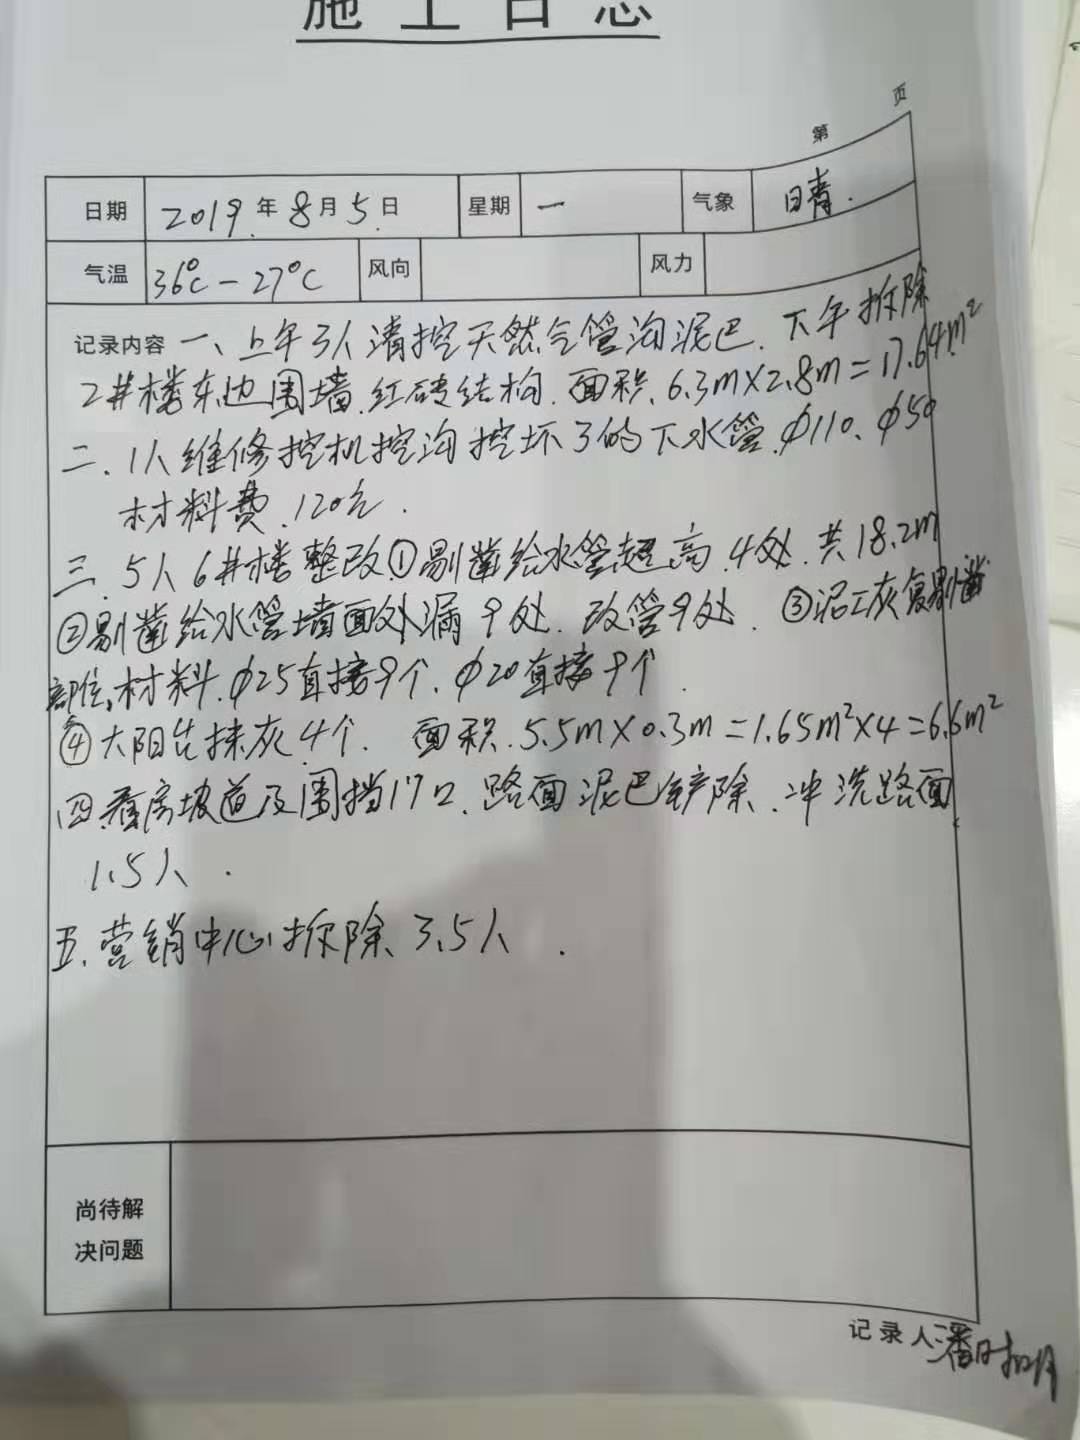 施工日志
第 页
日期 2019年8月5日 星期 一 气象 晴.
气温 36℃-27℃ 风向 风力
记录内容 一、上午3人清挖天然气管沟泥巴. 下午拆除
2#楼东边围墙.红砖结构.面积.6.3m×2.8m=17.64m²
二.1人维修挖机挖沟挖坏了的下水管.φ110、φ50
材料费.120元.
三.5人6#楼整改①剔凿给水管超高.4处.共18.2m
②剔凿给水管墙面处漏9处.改管9处.③泥工灰复剔凿
部位,材料.φ25直接9个.φ20直接9个.
④大阳台抹灰.4个. 面积.5.5m×0.3m=1.65m²×4=6.6m²
四.看房坡道及围挡门口.路面泥巴铲除.冲洗路面
1.5人.
五.营销中心拆除.3.5人.
尚待解
决问题
记录人 潘